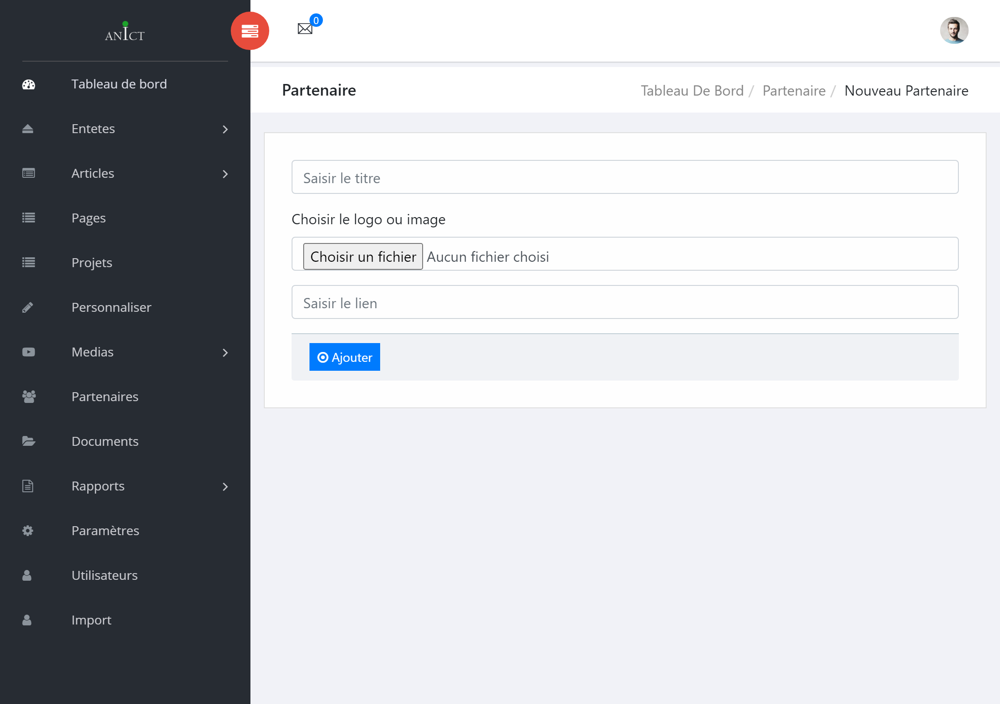 ANICT
0
Tableau de bord
Entetes
Articles
Pages
Projets
Personnaliser
Medias
Partenaires
Documents
Rapports
Paramètres
Utilisateurs
Import
Partenaire
Tableau De Bord / Partenaire / Nouveau Partenaire
Saisir le titre
Choisir le logo ou image
Choisir un fichier Aucun fichier choisi
Saisir le lien
Ajouter